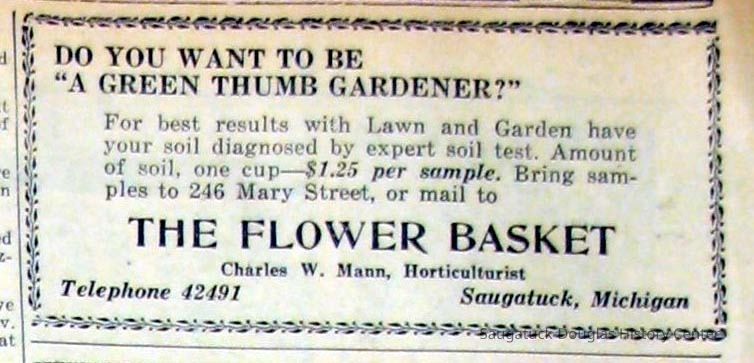 DO YOU WANT TO BE
"A GREEN THUMB GARDENER?"
For best results with Lawn and Garden have
your soil diagnosed by expert soil test. Amount
of soil, one cup—$1.25 per sample. Bring sam-
ples to 246 Mary Street, or mail to
THE FLOWER BASKET
Charles W. Mann, Horticulturist
Telephone 42491
Saugatuck, Michigan
Saugatuck-Douglas History Center